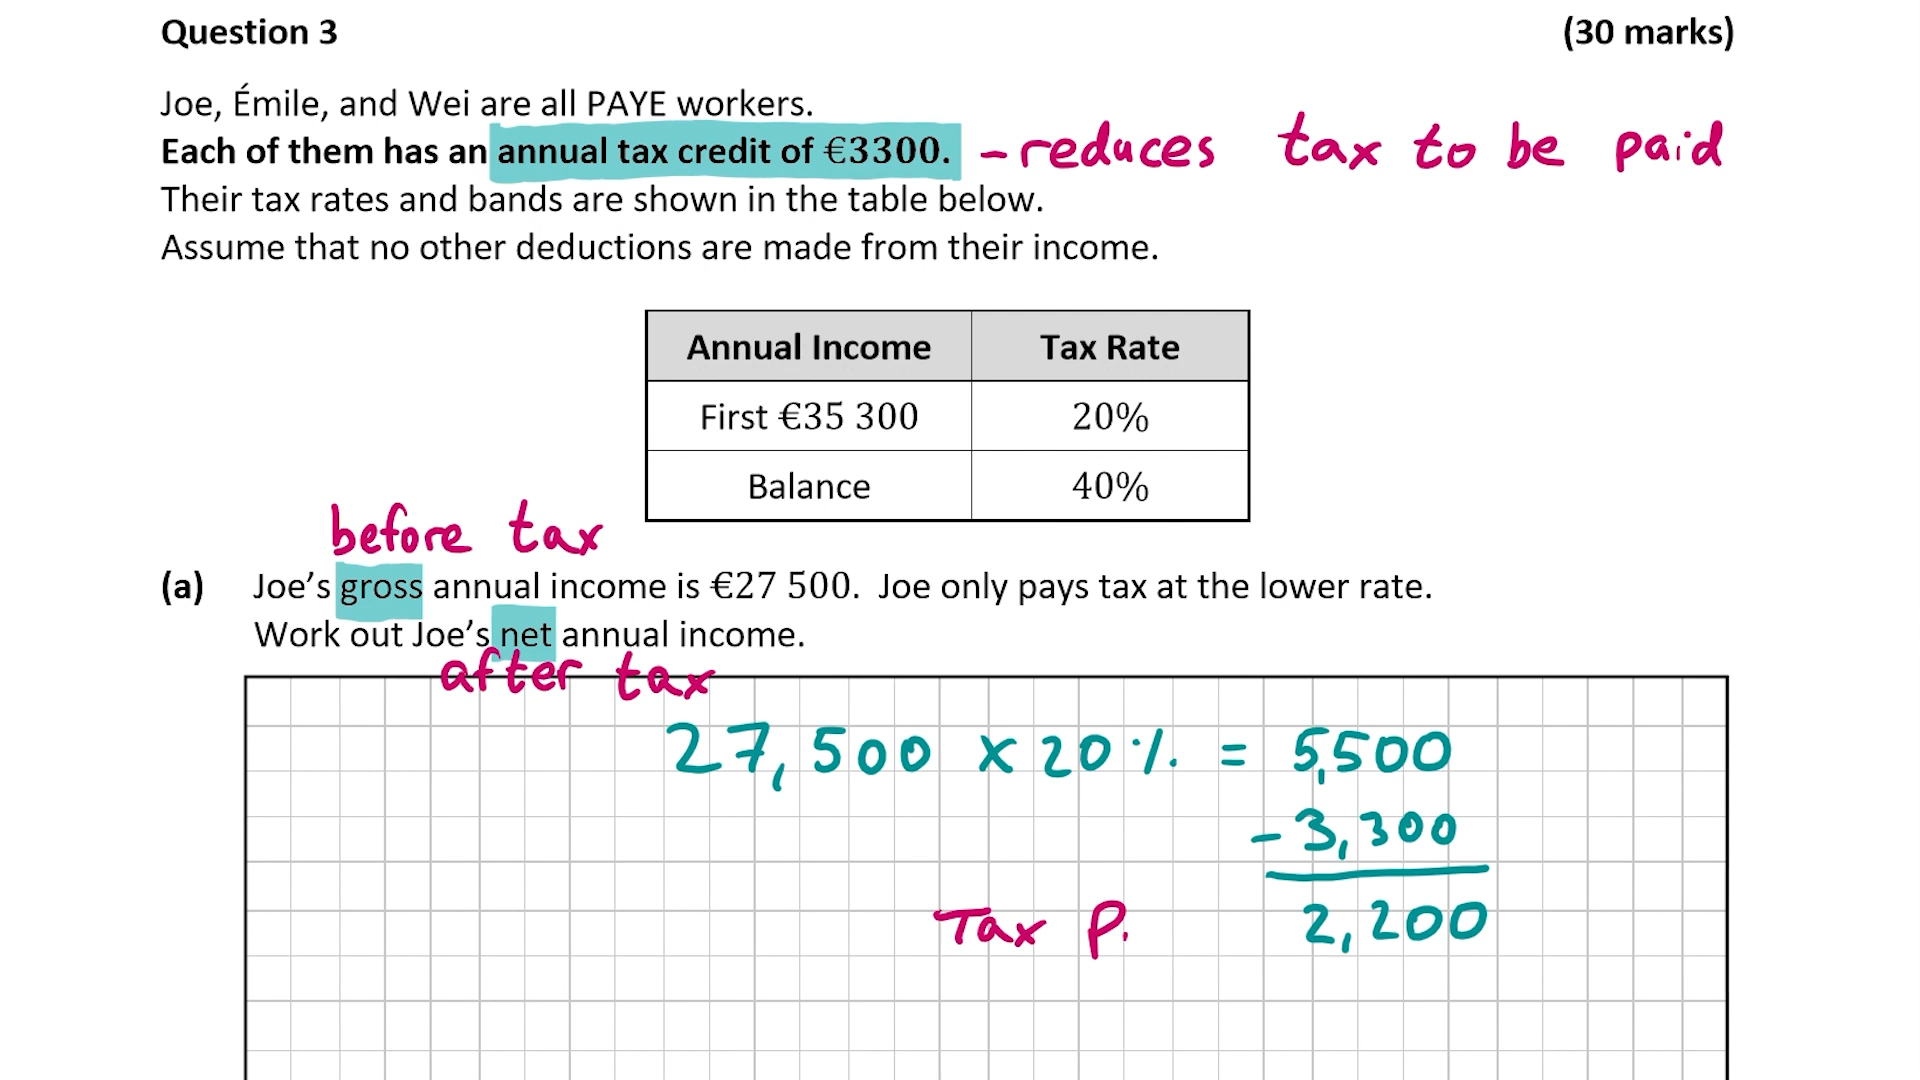 Question 3 (30 marks)
Joe, Émile, and Wei are all PAYE workers.
Each of them has an annual tax credit of €3300. – reduces tax to be paid
Their tax rates and bands are shown in the table below.
Assume that no other deductions are made from their income.
Annual Income Tax Rate
First €35 300 20%
Balance 40%
before tax
(a) Joe's gross annual income is €27 500. Joe only pays tax at the lower rate.
Work out Joe's net annual income.
after tax
27,500 x 20% = 5,500
- 3,300
Tax P. 2,200